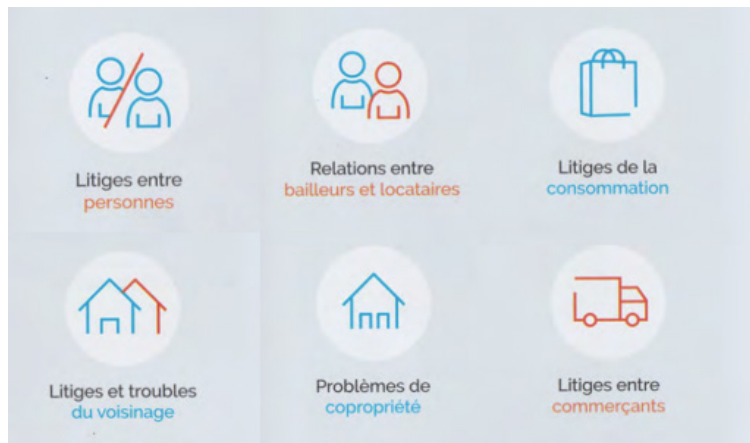 Litiges entre
personnes
Relations entre
bailleurs et locataires
Litiges de la
consommation
Litiges et troubles
du voisinage
Problèmes de
copropriété
Litiges entre
commerçants